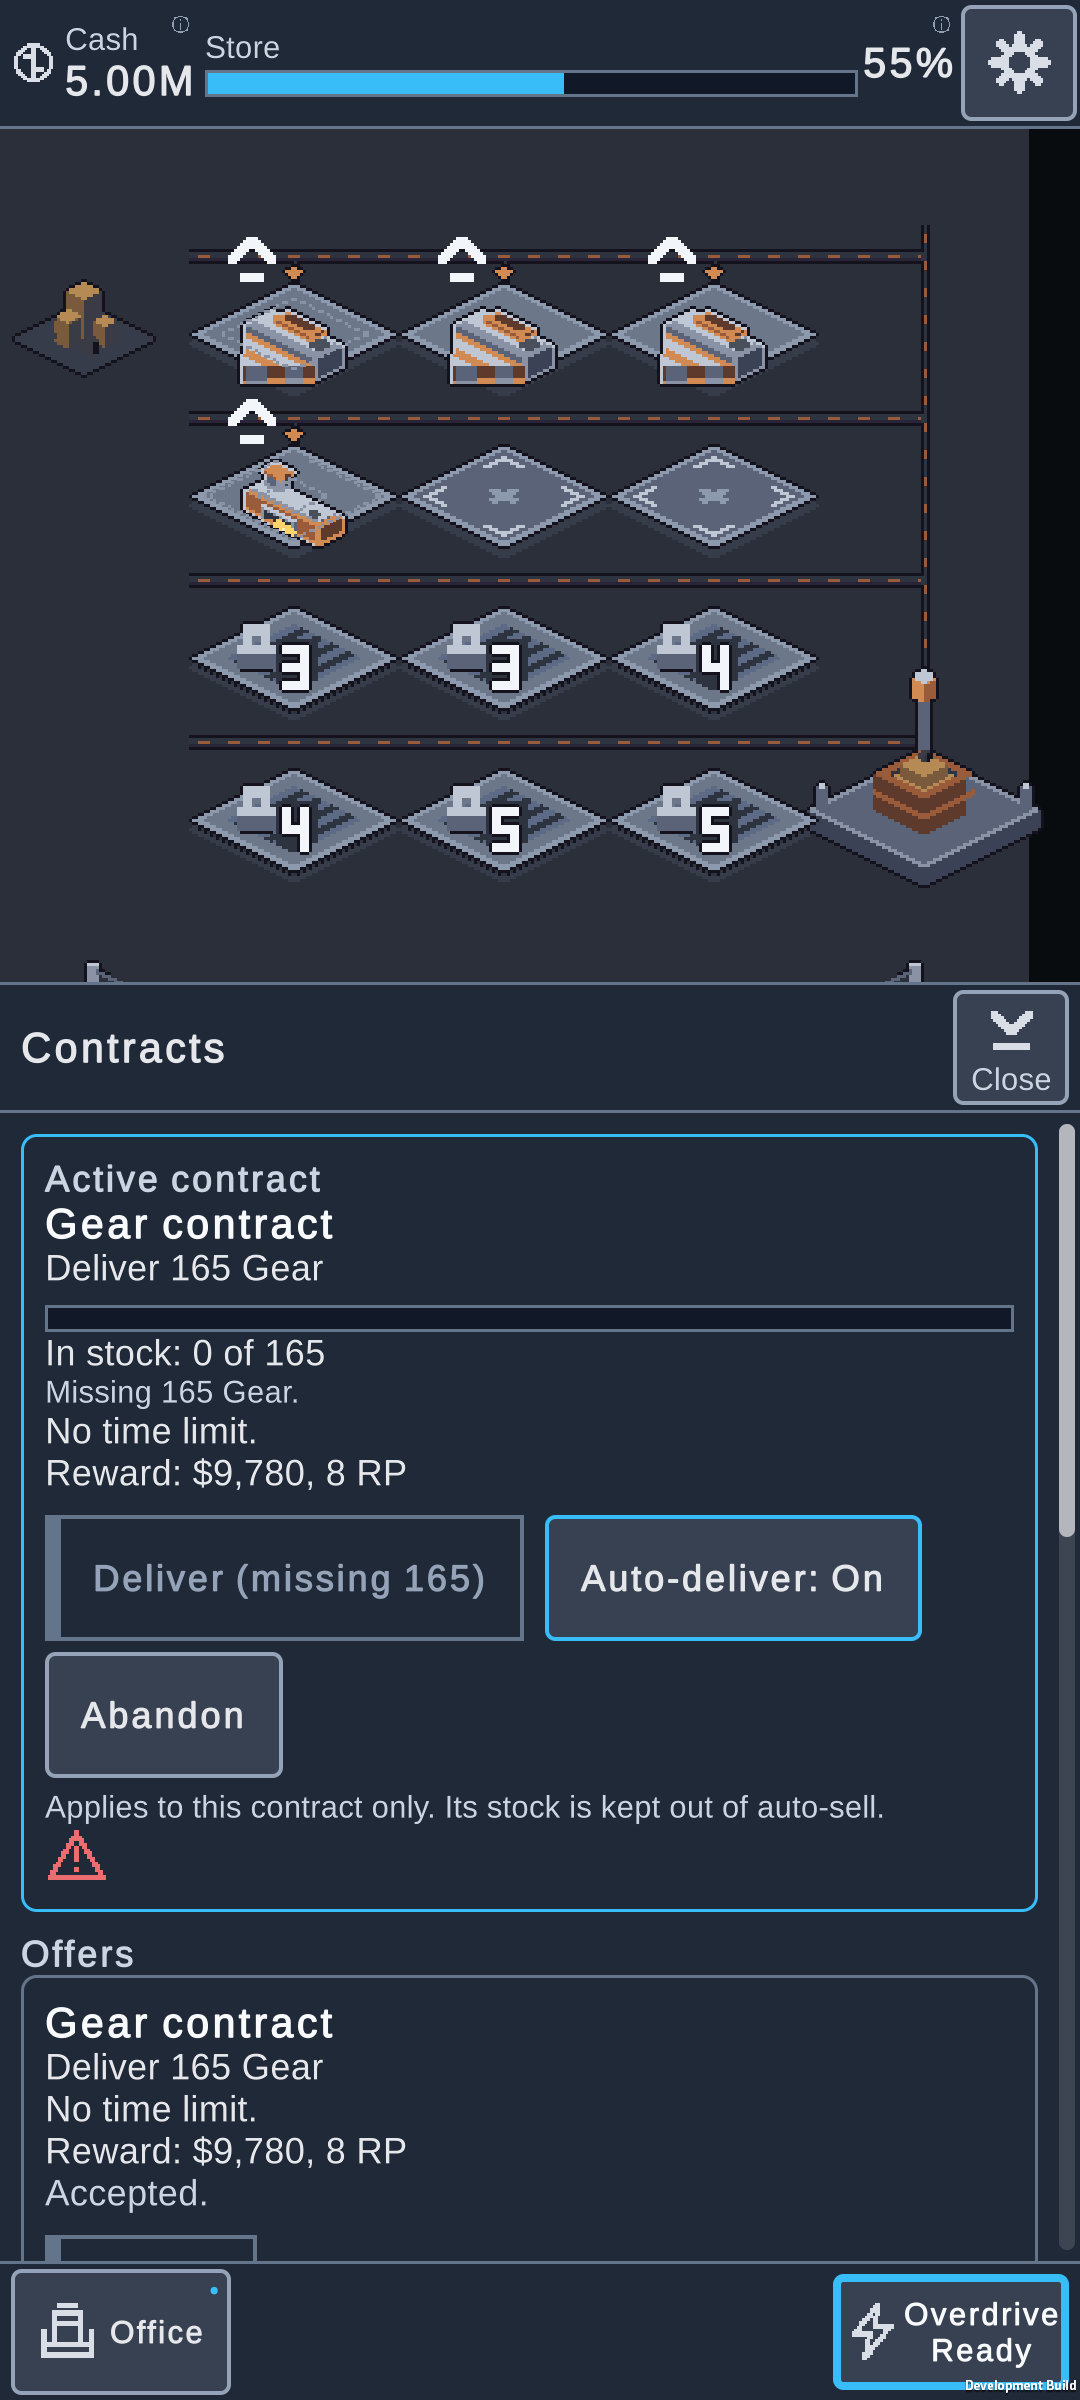 Cash
5.00M
Store
55%
3
3
4
4
5
5
Contracts
Close
Active contract
Gear contract
Deliver 165 Gear
In stock: 0 of 165
Missing 165 Gear.
No time limit.
Reward: $9,780, 8 RP
Deliver (missing 165)
Auto-deliver: On
Abandon
Applies to this contract only. Its stock is kept out of auto-sell.
Offers
Gear contract
Deliver 165 Gear
No time limit.
Reward: $9,780, 8 RP
Accepted.
Office
Overdrive
Ready
Development Build